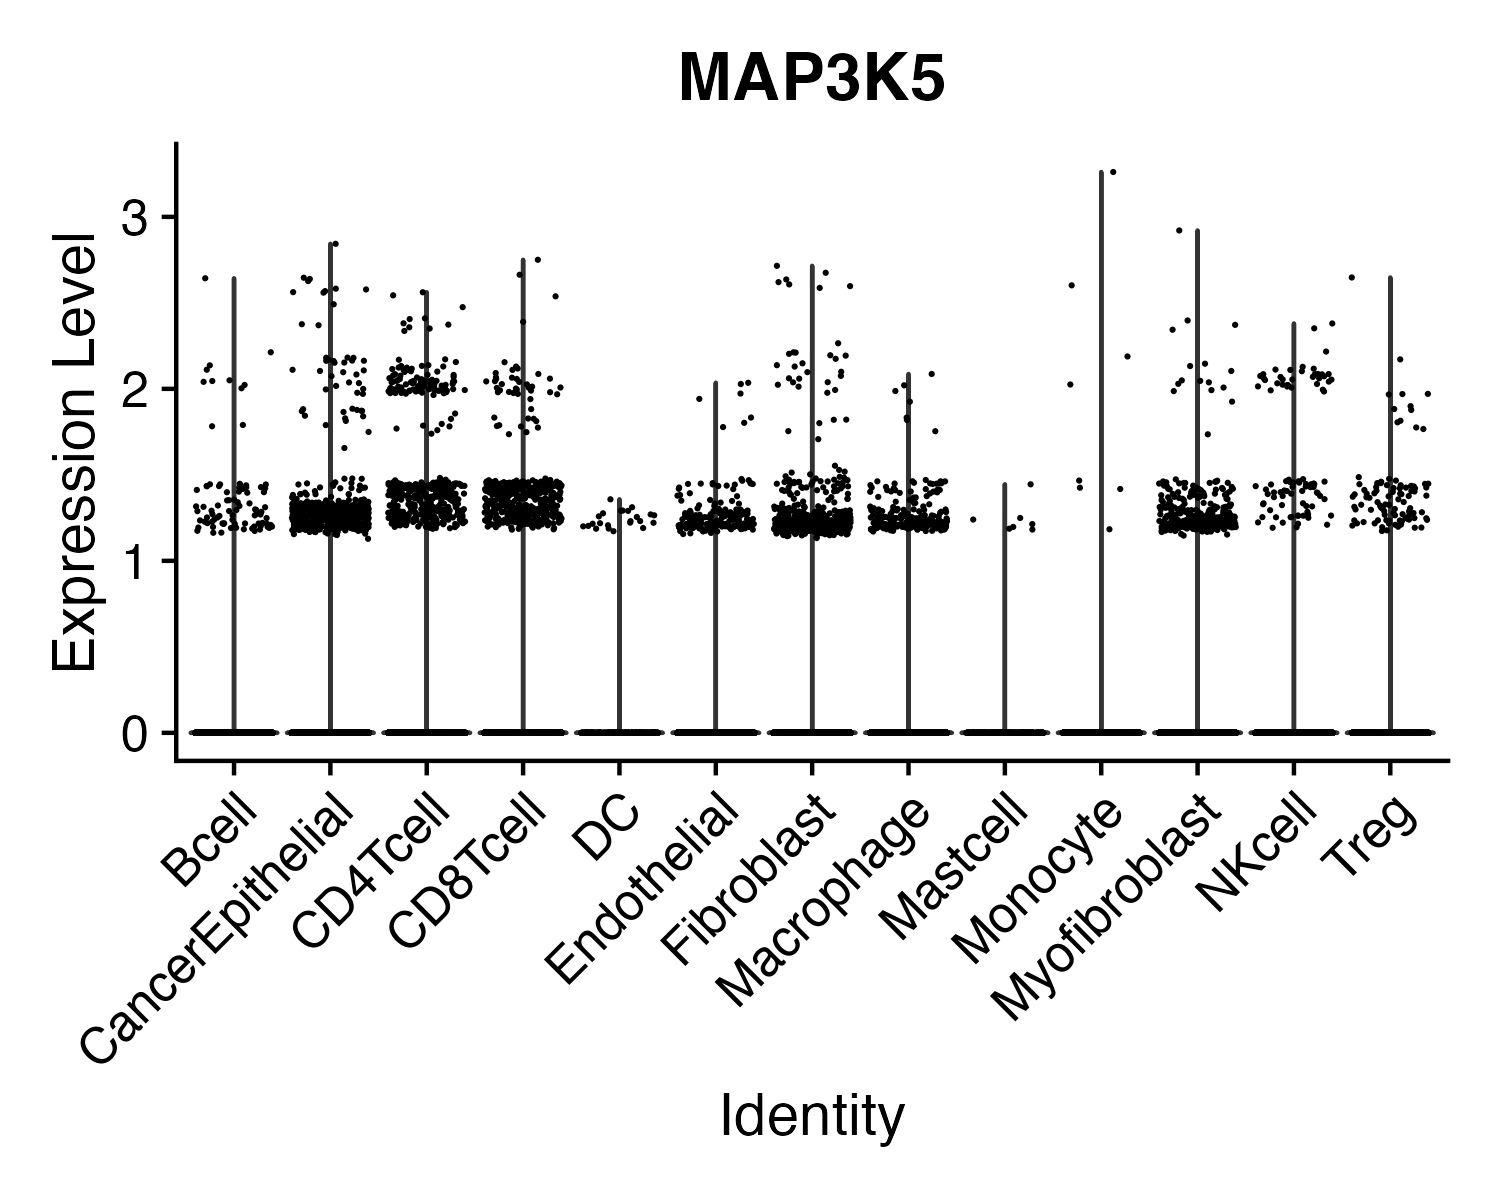 MAP3K5
Expression Level
3
2
1
0
Bcell
CancerEpithelial
CD4Tcell
CD8Tcell
DC
Endothelial
Fibroblast
Macrophage
Mastcell
Monocyte
Myofibroblast
NKcell
Treg
Identity